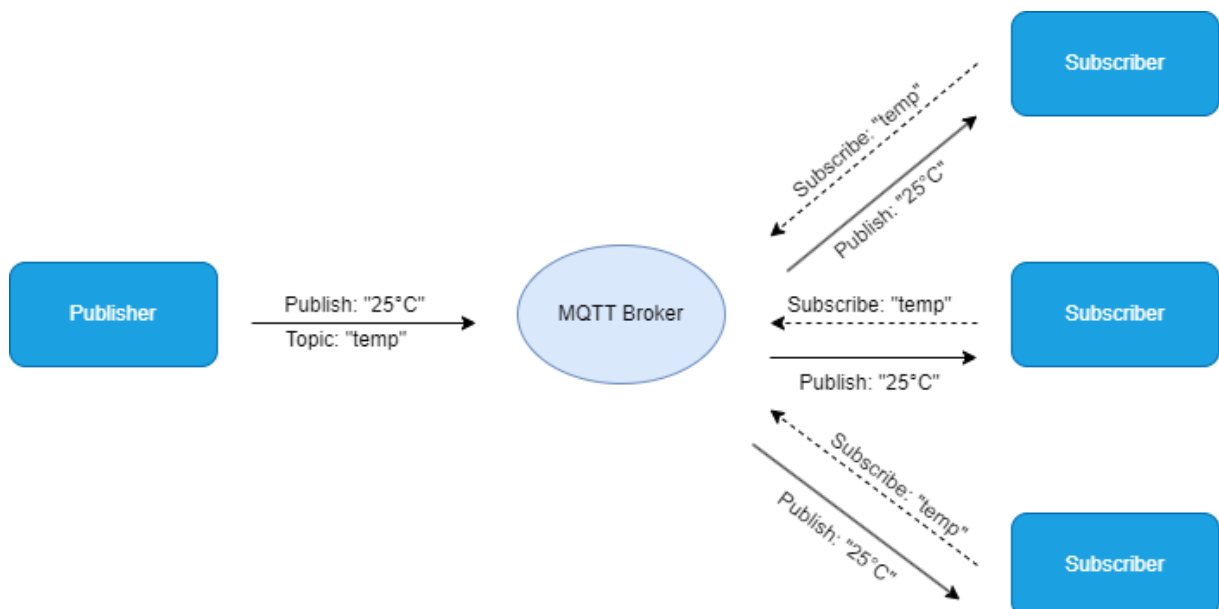 Subscriber
Subscribe: "temp"
Publish: "25°C"
Publisher
Publish: "25°C"
Topic: "temp"
MQTT Broker
Subscribe: "temp"
Publish: "25°C"
Subscriber
Subscribe: "temp"
Publish: "25°C"
Subscriber